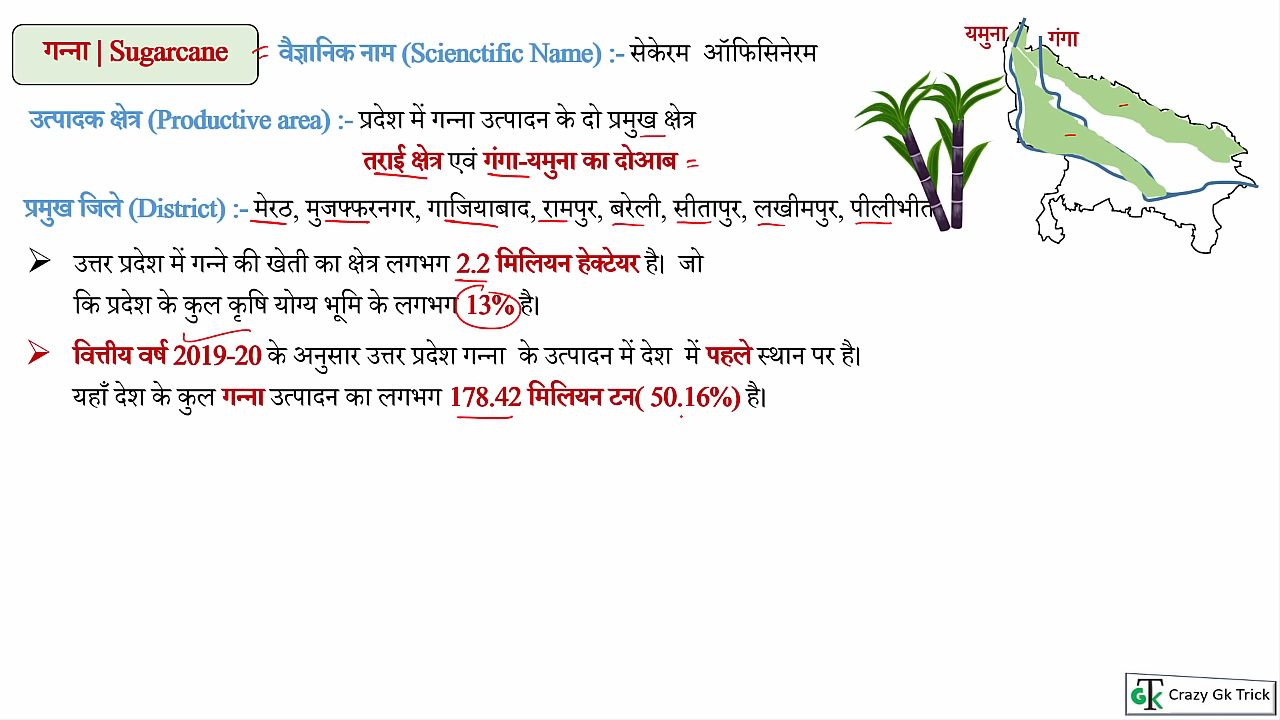 गन्ना | Sugarcane
वैज्ञानिक नाम (Scienctific Name) :- सेकेरम ऑफिसिनेरम
यमुना
गंगा
उत्पादक क्षेत्र (Productive area) :- प्रदेश में गन्ना उत्पादन के दो प्रमुख क्षेत्र
तराई क्षेत्र एवं गंगा-यमुना का दोआब
प्रमुख जिले (District) :- मेरठ, मुजफ्फरनगर, गाजियाबाद, रामपुर, बरेली, सीतापुर, लखीमपुर, पीलीभीत
उत्तर प्रदेश में गन्ने की खेती का क्षेत्र लगभग 2.2 मिलियन हेक्टेयर है। जो
कि प्रदेश के कुल कृषि योग्य भूमि के लगभग 13% है।
वित्तीय वर्ष 2019-20 के अनुसार उत्तर प्रदेश गन्ना के उत्पादन में देश में पहले स्थान पर है।
यहाँ देश के कुल गन्ना उत्पादन का लगभग 178.42 मिलियन टन( 50.16%) है।
GTK Crazy Gk Trick